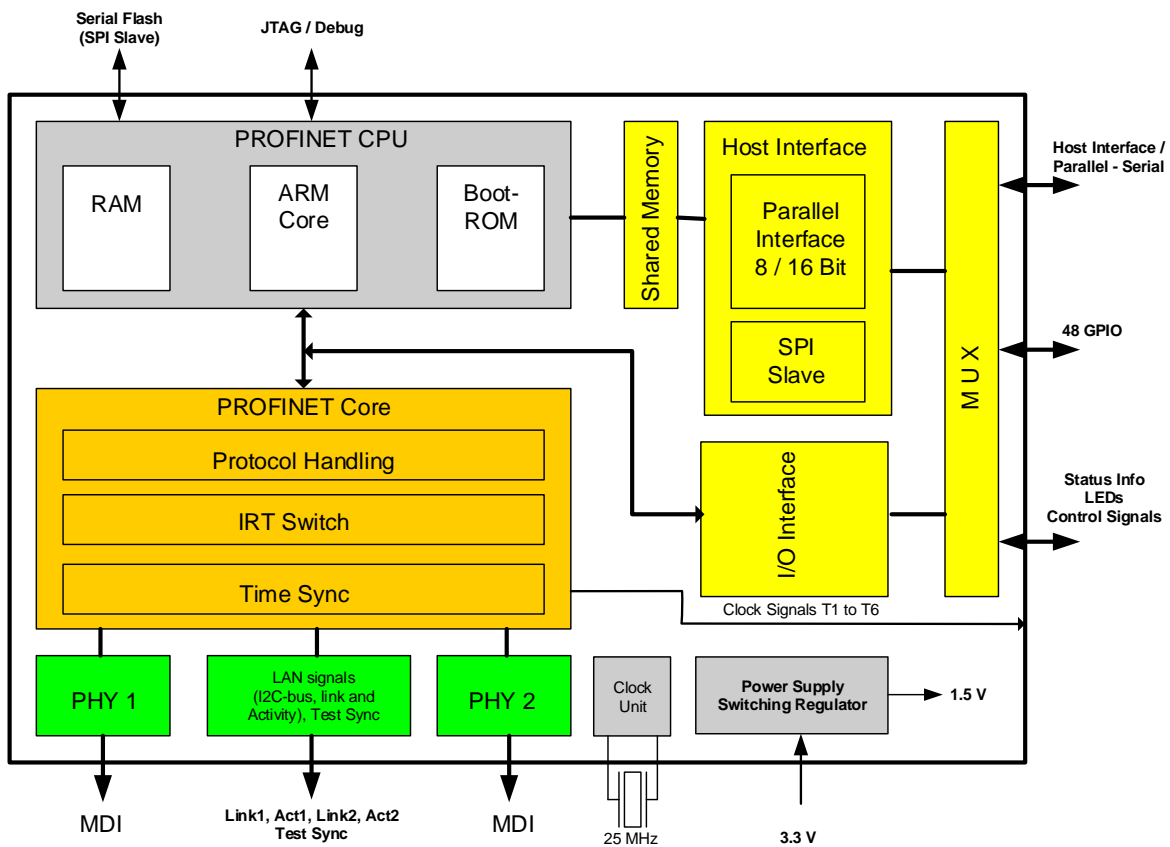 Serial Flash
(SPI Slave)
JTAG / Debug
PROFINET CPU
RAM
ARM
Core
Boot-
ROM
Shared Memory
Host Interface
Parallel
Interface
8 / 16 Bit
SPI
Slave
M U X
Host Interface /
Parallel - Serial
48 GPIO
Status Info
LEDs
Control Signals
PROFINET Core
Protocol Handling
IRT Switch
Time Sync
I/O Interface
Clock Signals T1 to T6
PHY 1
LAN signals
(I2C-bus, link and
Activity), Test Sync
PHY 2
Clock
Unit
Power Supply
Switching Regulator
1.5 V
MDI
Link1, Act1, Link2, Act2
Test Sync
MDI
25 MHz
3.3 V